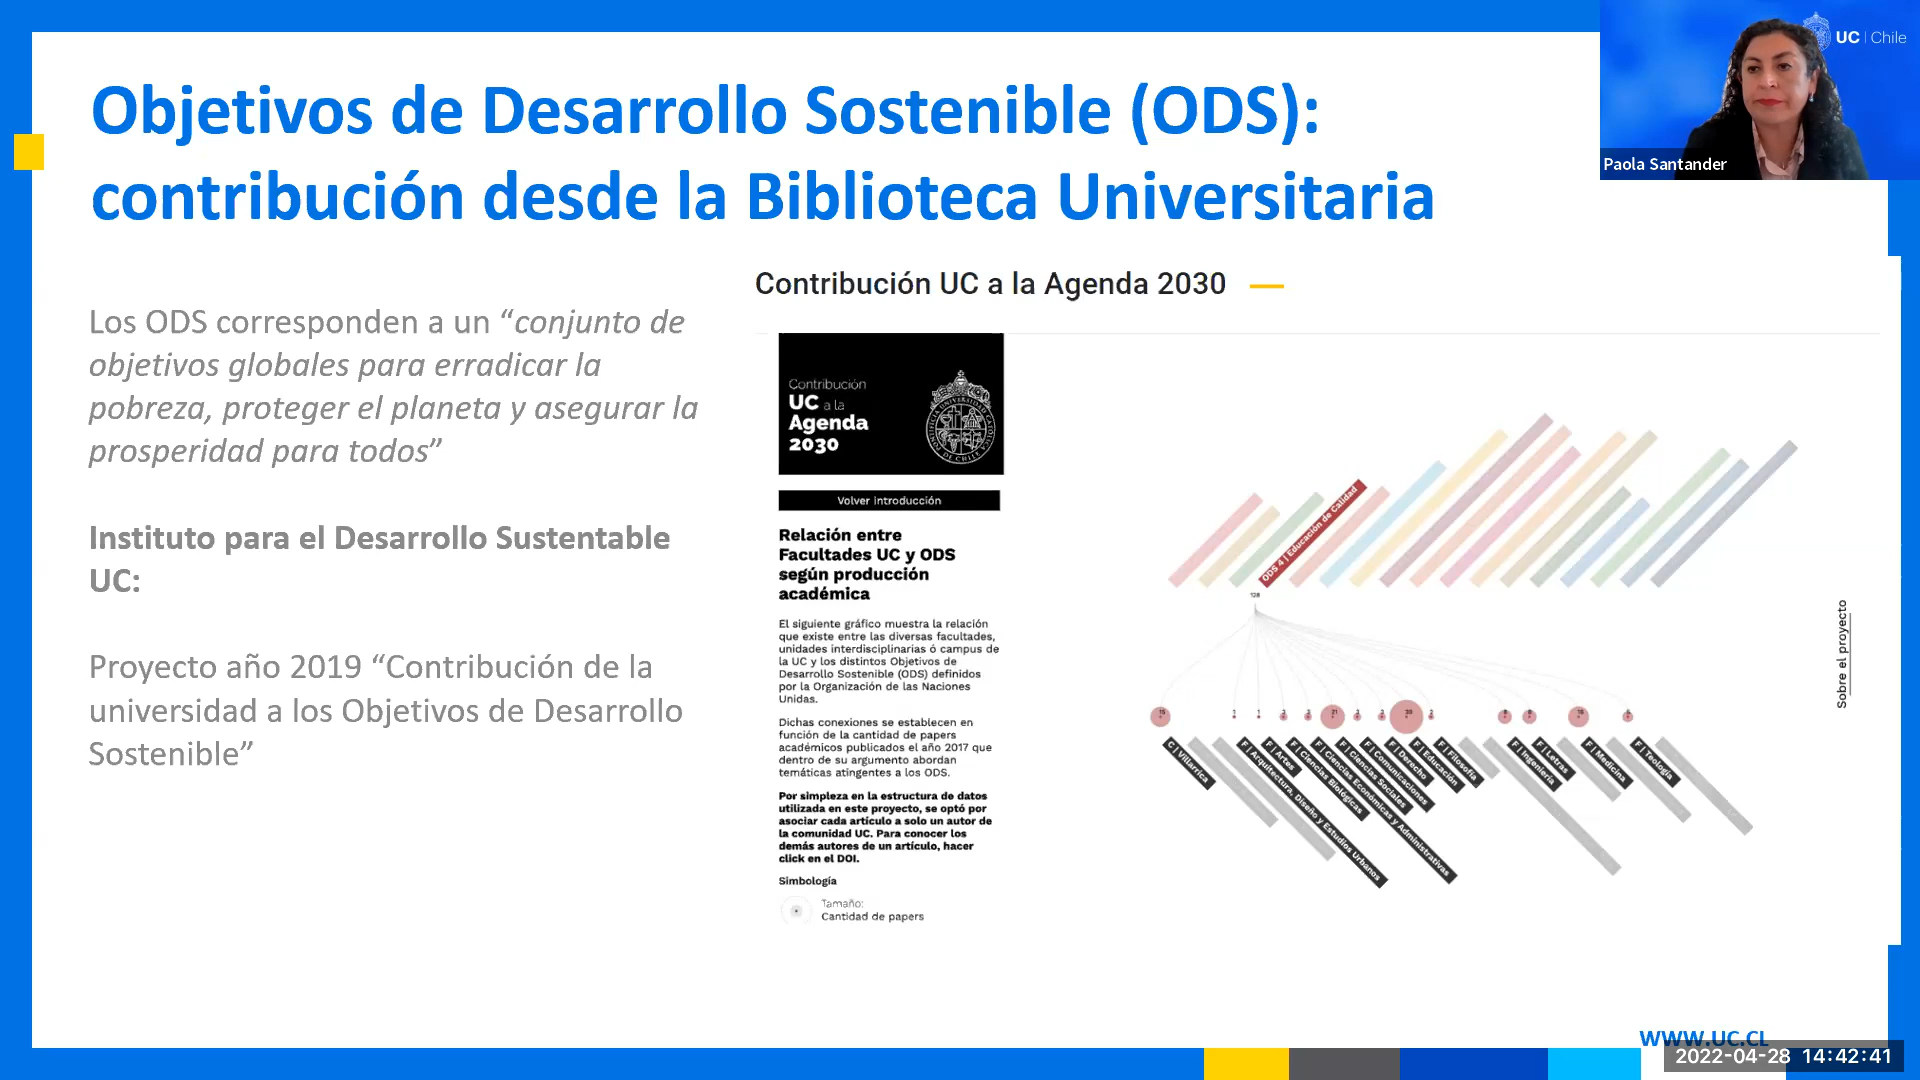 UC | Chile
Paola Santander
Objetivos de Desarrollo Sostenible (ODS):
contribución desde la Biblioteca Universitaria
Los ODS corresponden a un “conjunto de
objetivos globales para erradicar la
pobreza, proteger el planeta y asegurar la
prosperidad para todos”
Instituto para el Desarrollo Sustentable
UC:
Proyecto año 2019 “Contribución de la
universidad a los Objetivos de Desarrollo
Sostenible”
Contribución UC a la Agenda 2030
Contribución
UC a la
Agenda
2030
Volver introducción
Relación entre
Facultades UC y ODS
según producción
académica
El siguiente gráfico muestra la relación
que existe entre las diversas facultades,
unidades interdisciplinarias ó campus de
la UC y los distintos Objetivos de
Desarrollo Sostenible (ODS) definidos
por la Organización de las Naciones
Unidas.
Dichas conexiones se establecen en
función de la cantidad de papers
académicos publicados el año 2017 que
dentro de su argumento abordan
temáticas atingentes a los ODS.
Por simpleza en la estructura de datos
utilizada en este proyecto, se optó por
asociar cada artículo a solo un autor de
la comunidad UC. Para conocer los
demás autores de un artículo, hacer
click en el DOI.
Simbología
Tamaño:
Cantidad de papers
ODS 4 | Educación de Calidad
128
C | Villarrica
F | Arquitectura, Diseño y Estudios Urbanos
F | Artes
F | Ciencias Biológicas
F | Ciencias Económicas y Administrativas
F | Ciencias Sociales
F | Comunicaciones
F | Derecho
F | Educación
F | Filosofía
F | Ingeniería
F | Letras
F | Medicina
F | Teología
Sobre el proyecto
WWW.UC.CL
2022-04-28 14:42:41